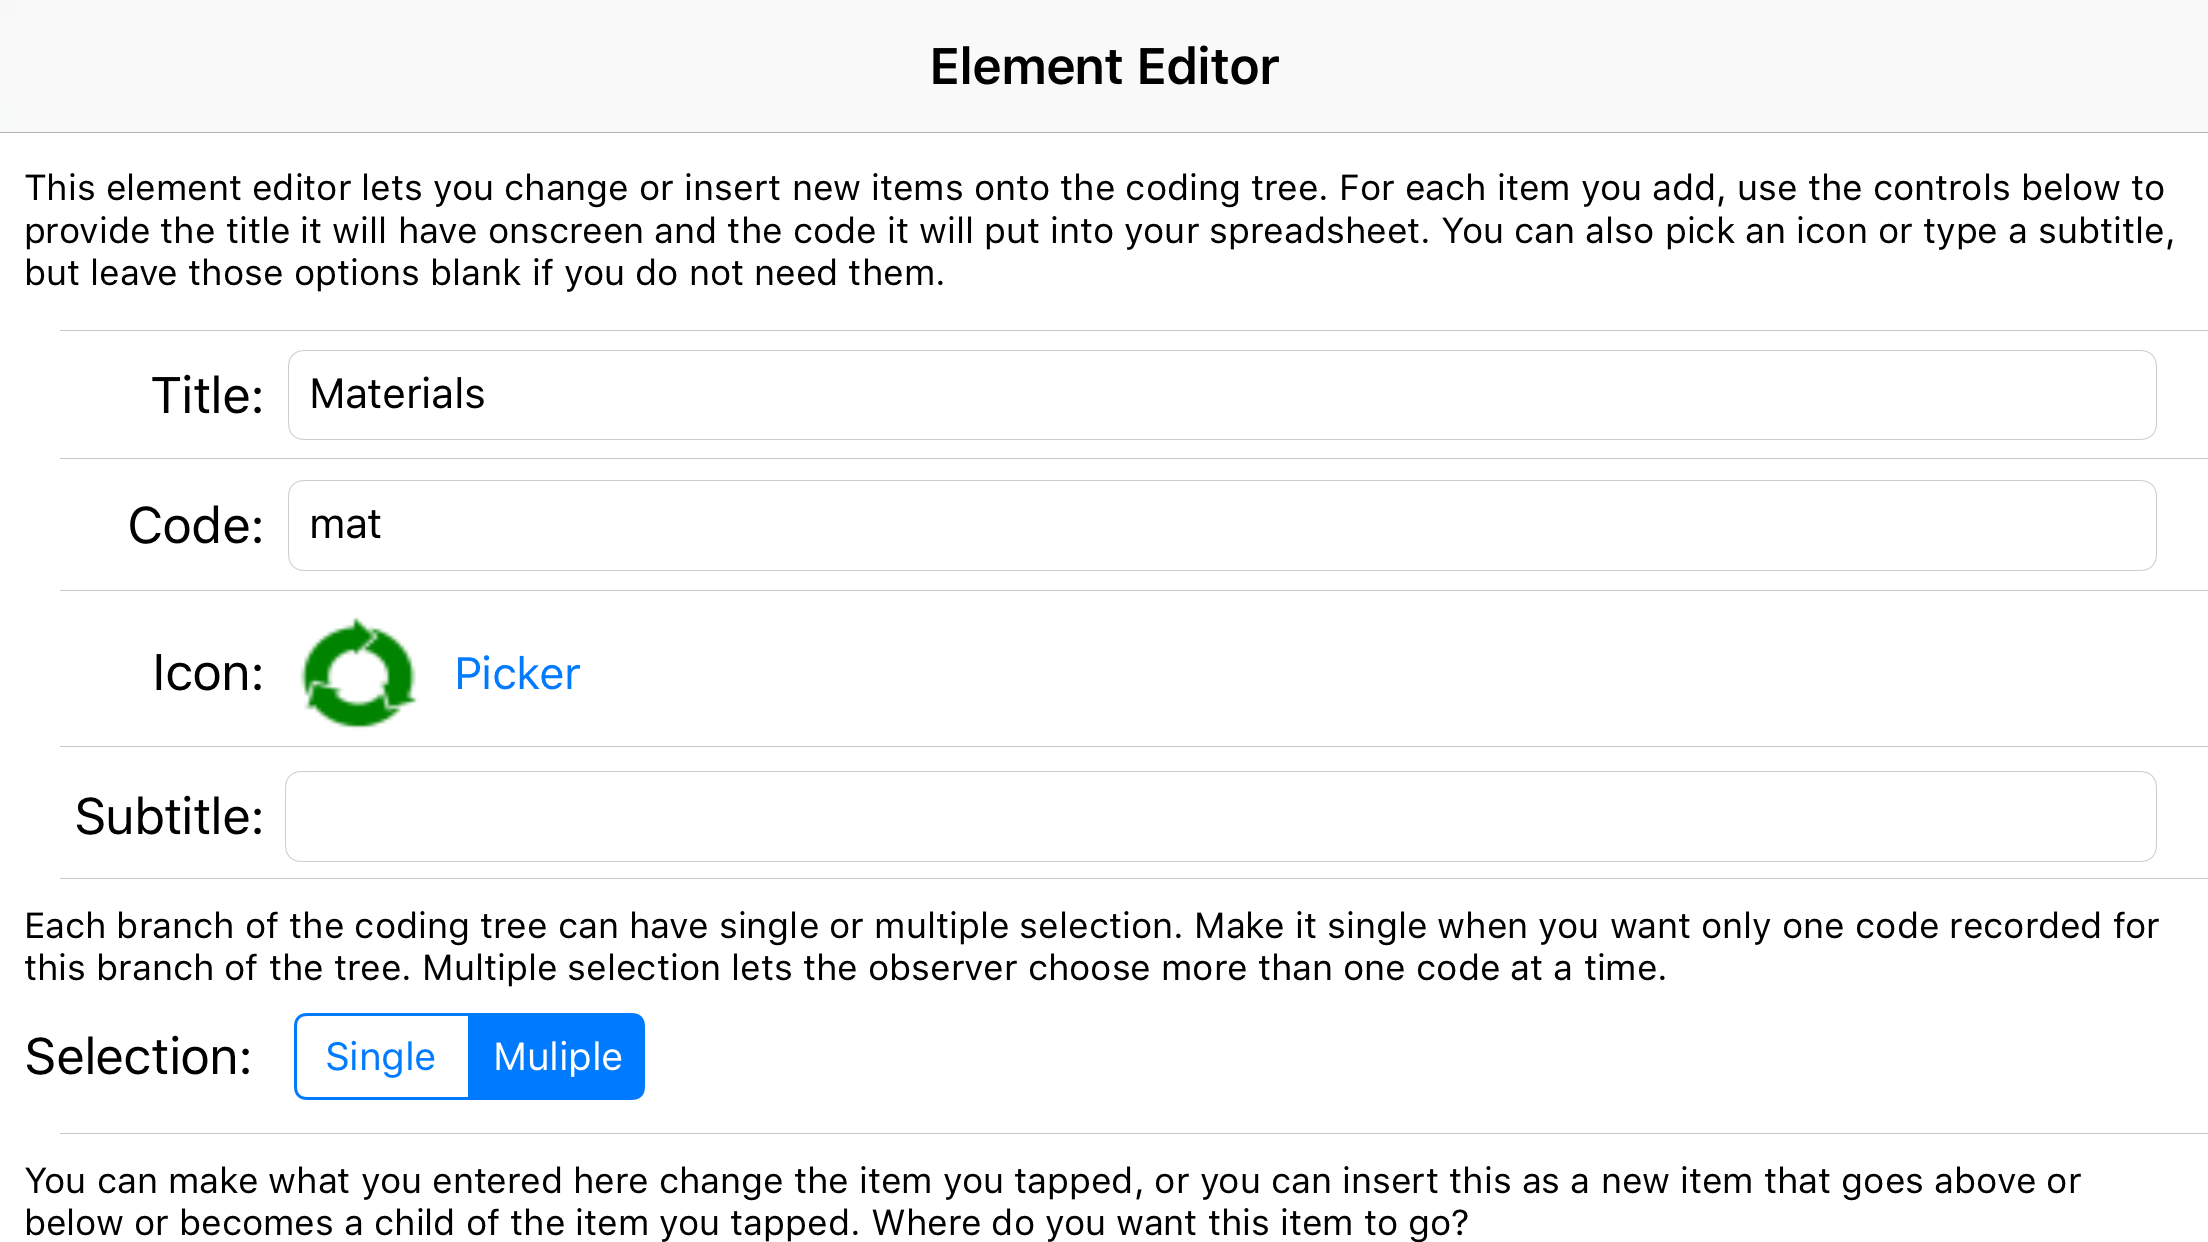 Element Editor
This element editor lets you change or insert new items onto the coding tree. For each item you add, use the controls below to
provide the title it will have onscreen and the code it will put into your spreadsheet. You can also pick an icon or type a subtitle,
but leave those options blank if you do not need them.
Title: Materials
Code: mat
Icon: Picker
Subtitle:
Each branch of the coding tree can have single or multiple selection. Make it single when you want only one code recorded for
this branch of the tree. Multiple selection lets the observer choose more than one code at a time.
Selection: Single Muliple
You can make what you entered here change the item you tapped, or you can insert this as a new item that goes above or
below or becomes a child of the item you tapped. Where do you want this item to go?